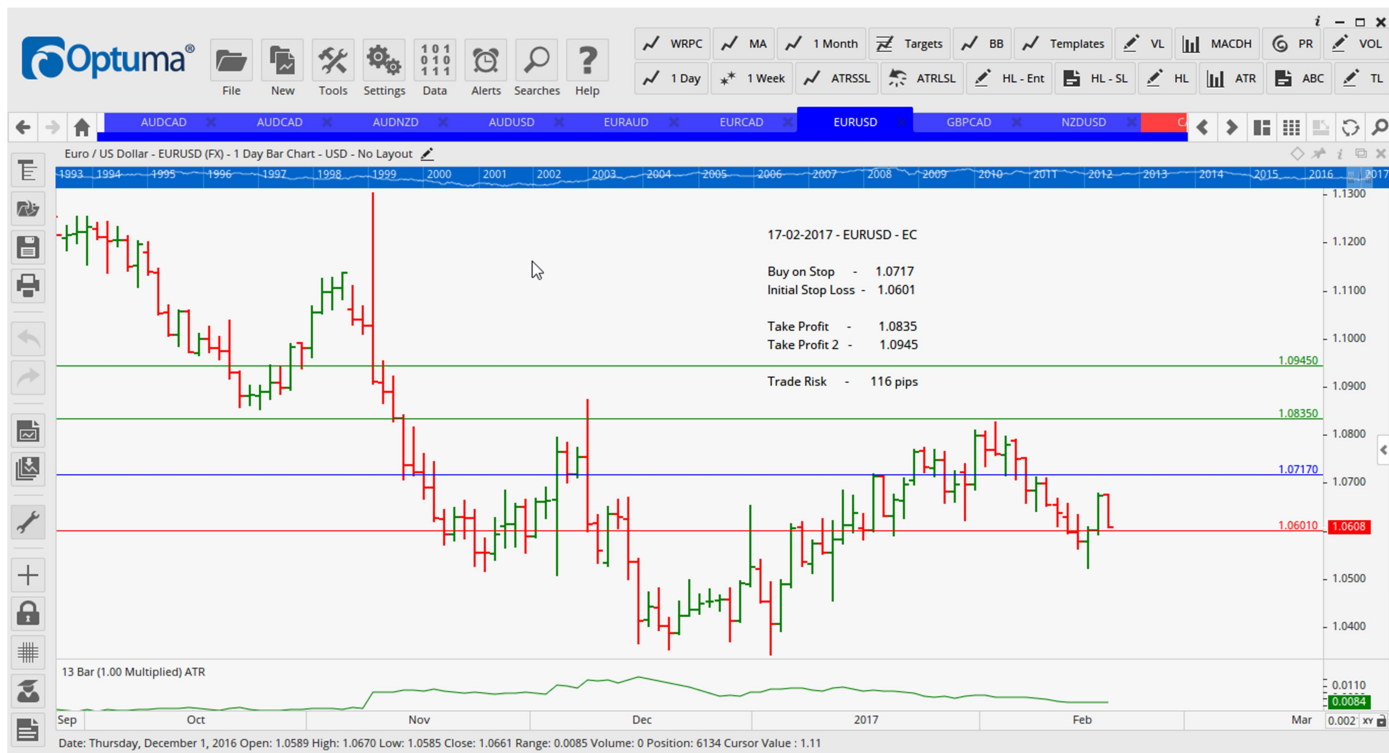 i
Optuma®
File
New
Tools
Settings
101
010
111
Data
Alerts
Searches
?
Help
WRPC
MA
1 Month
Targets
BB
Templates
VL
MACDH
PR
VOL
1 Day
1 Week
ATRSSL
ATRLSL
HL - Ent
HL - SL
HL
ATR
ABC
TL
AUDCAD
AUDCAD
AUDNZD
AUDUSD
EURAUD
EURCAD
EURUSD
GBPCAD
NZDUSD
Euro / US Dollar - EURUSD (FX) - 1 Day Bar Chart - USD - No Layout
1993 1994 1995 1996 1997 1998 1999 2000 2001 2002 2003 2004 2005 2006 2007 2008 2009 2010 2011 2012 2013 2014 2015 2016 2017
17-02-2017 - EURUSD - EC
Buy on Stop - 1.0717
Initial Stop Loss - 1.0601
Take Profit - 1.0835
Take Profit 2 - 1.0945
Trade Risk - 116 pips
1.1300
1.1200
1.1100
1.1000
1.09450
1.0900
1.08350
1.0800
1.07170
1.0700
1.06010
1.0608
1.0500
1.0400
13 Bar (1.00 Multiplied) ATR
0.0110
0.0084
Sep Oct Nov Dec 2017 Feb Mar
0.002
XY
Date: Thursday, December 1, 2016 Open: 1.0589 High: 1.0670 Low: 1.0585 Close: 1.0661 Range: 0.0085 Volume: 0 Position: 6134 Cursor Value : 1.11